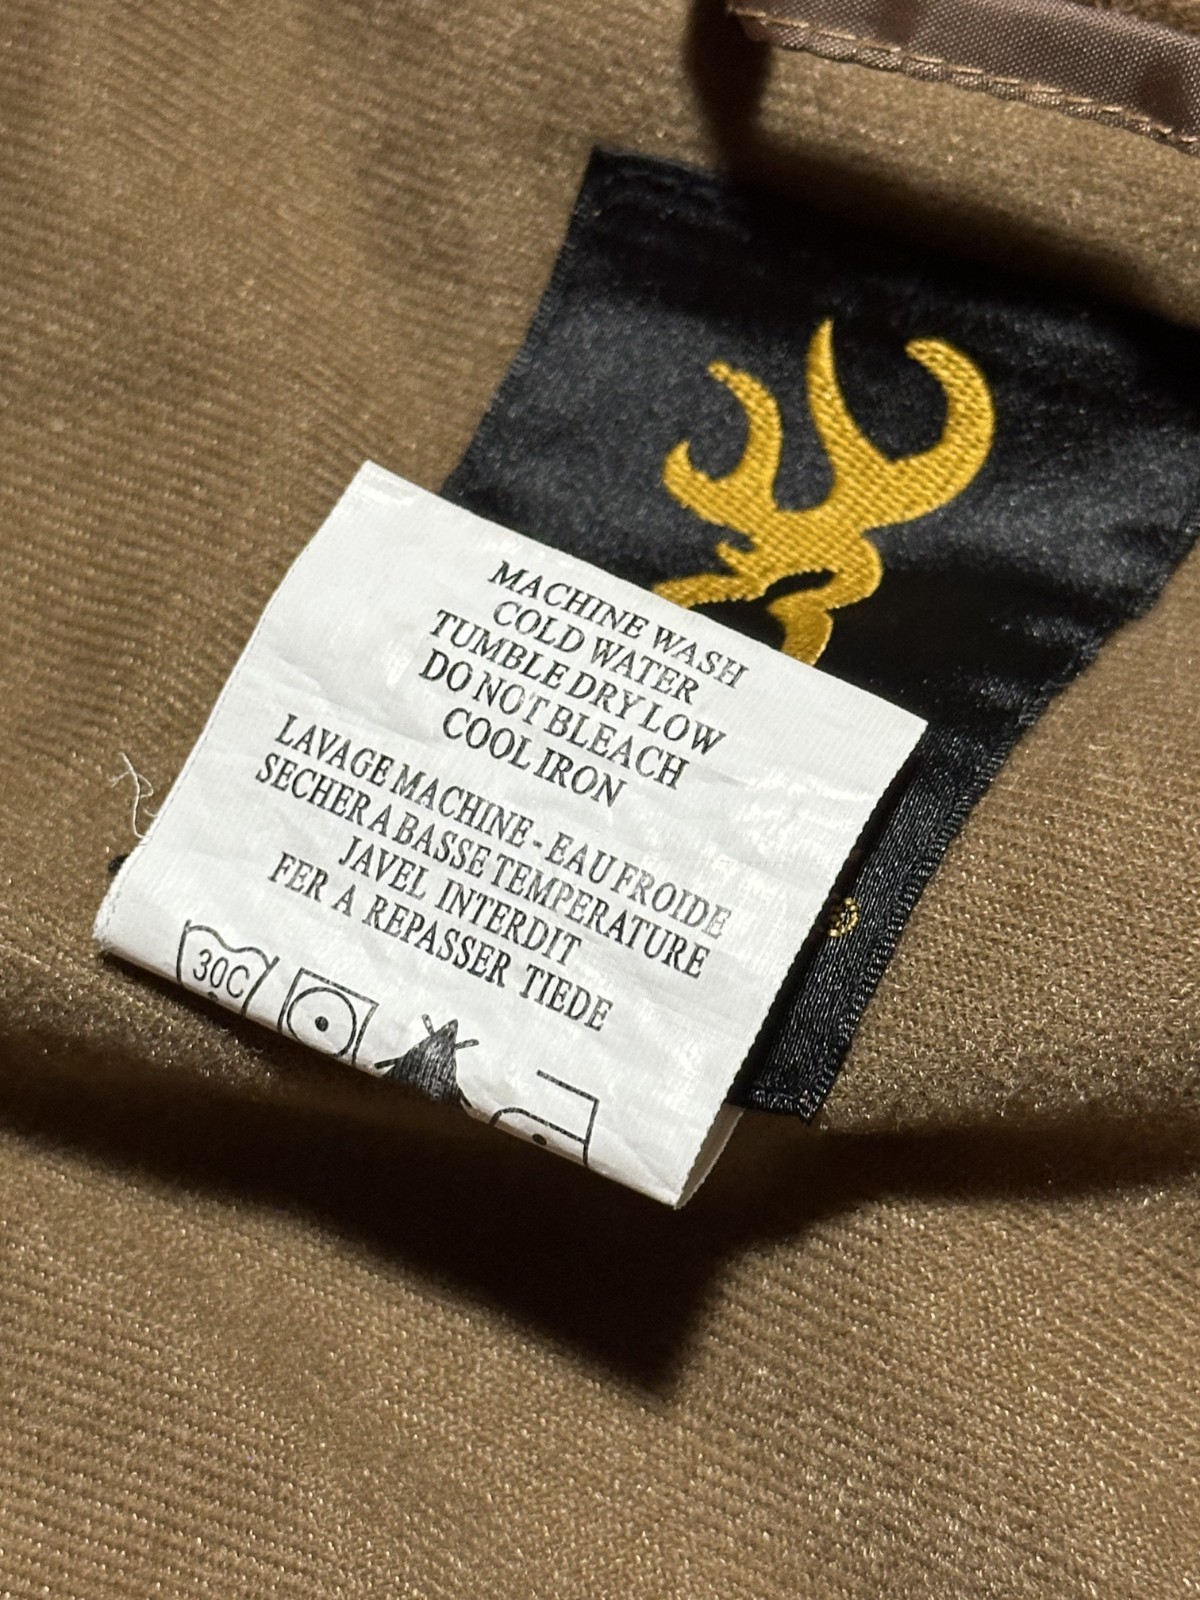 MACHINE WASH
COLD WATER
TUMBLE DRY LOW
DO NOT BLEACH
COOL IRON
LAVAGE MACHINE - EAU FROIDE
SECHER A BASSE TEMPERATURE
JAVEL INTERDIT
FER A REPASSER TIEDE
30C